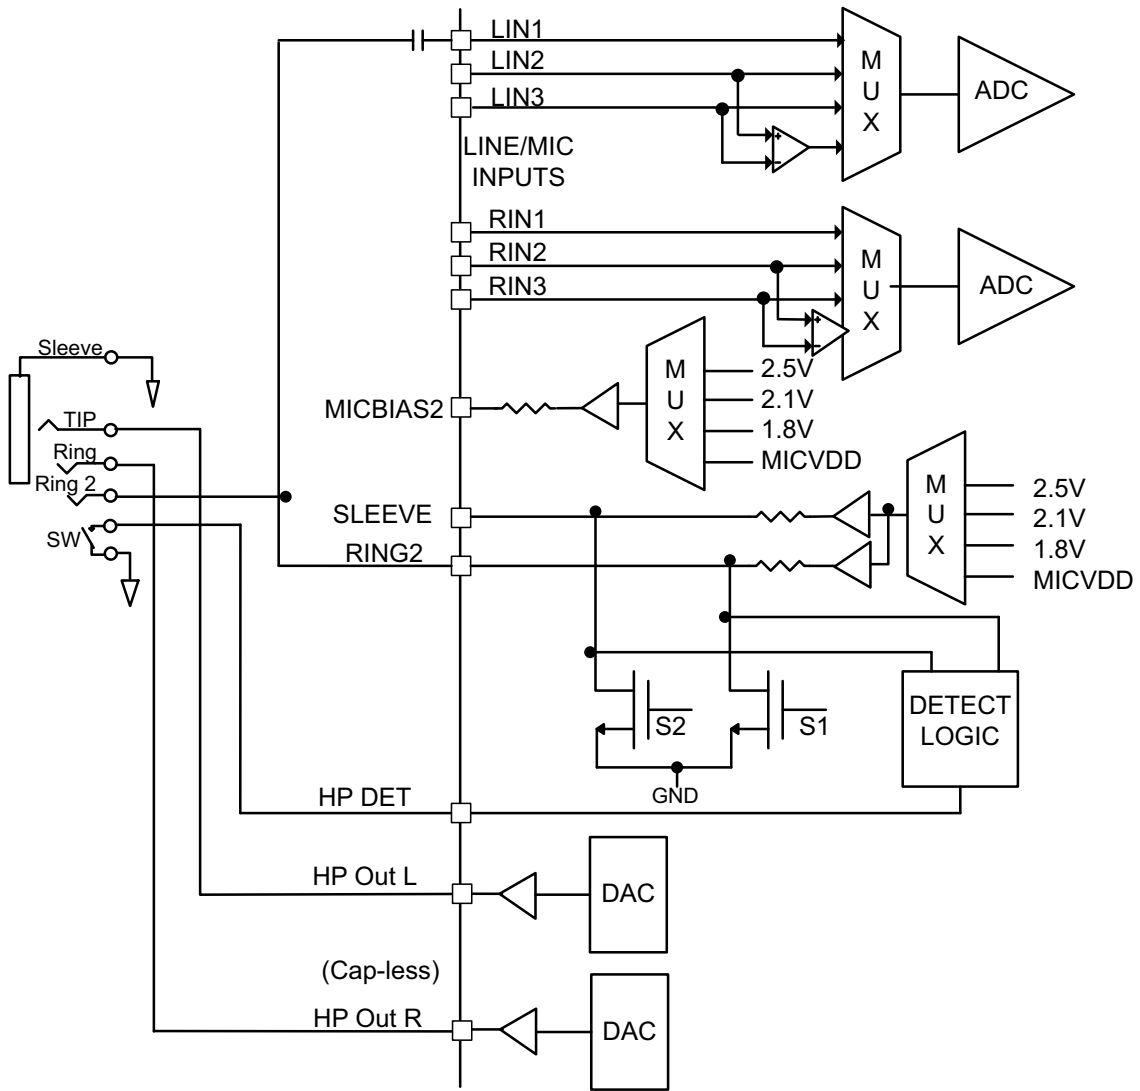 LIN1
LIN2
LIN3
M
U
X
ADC
LINE/MIC
INPUTS
RIN1
RIN2
RIN3
M
U
X
ADC
+
-
+
-
Sleeve
TIP
Ring
Ring 2
SW
MICBIAS2
M
U
X
2.5V
2.1V
1.8V
MICVDD
SLEEVE
RING2
M
U
X
2.5V
2.1V
1.8V
MICVDD
S2
S1
GND
DETECT
LOGIC
HP DET
HP Out L
DAC
(Cap-less)
HP Out R
DAC